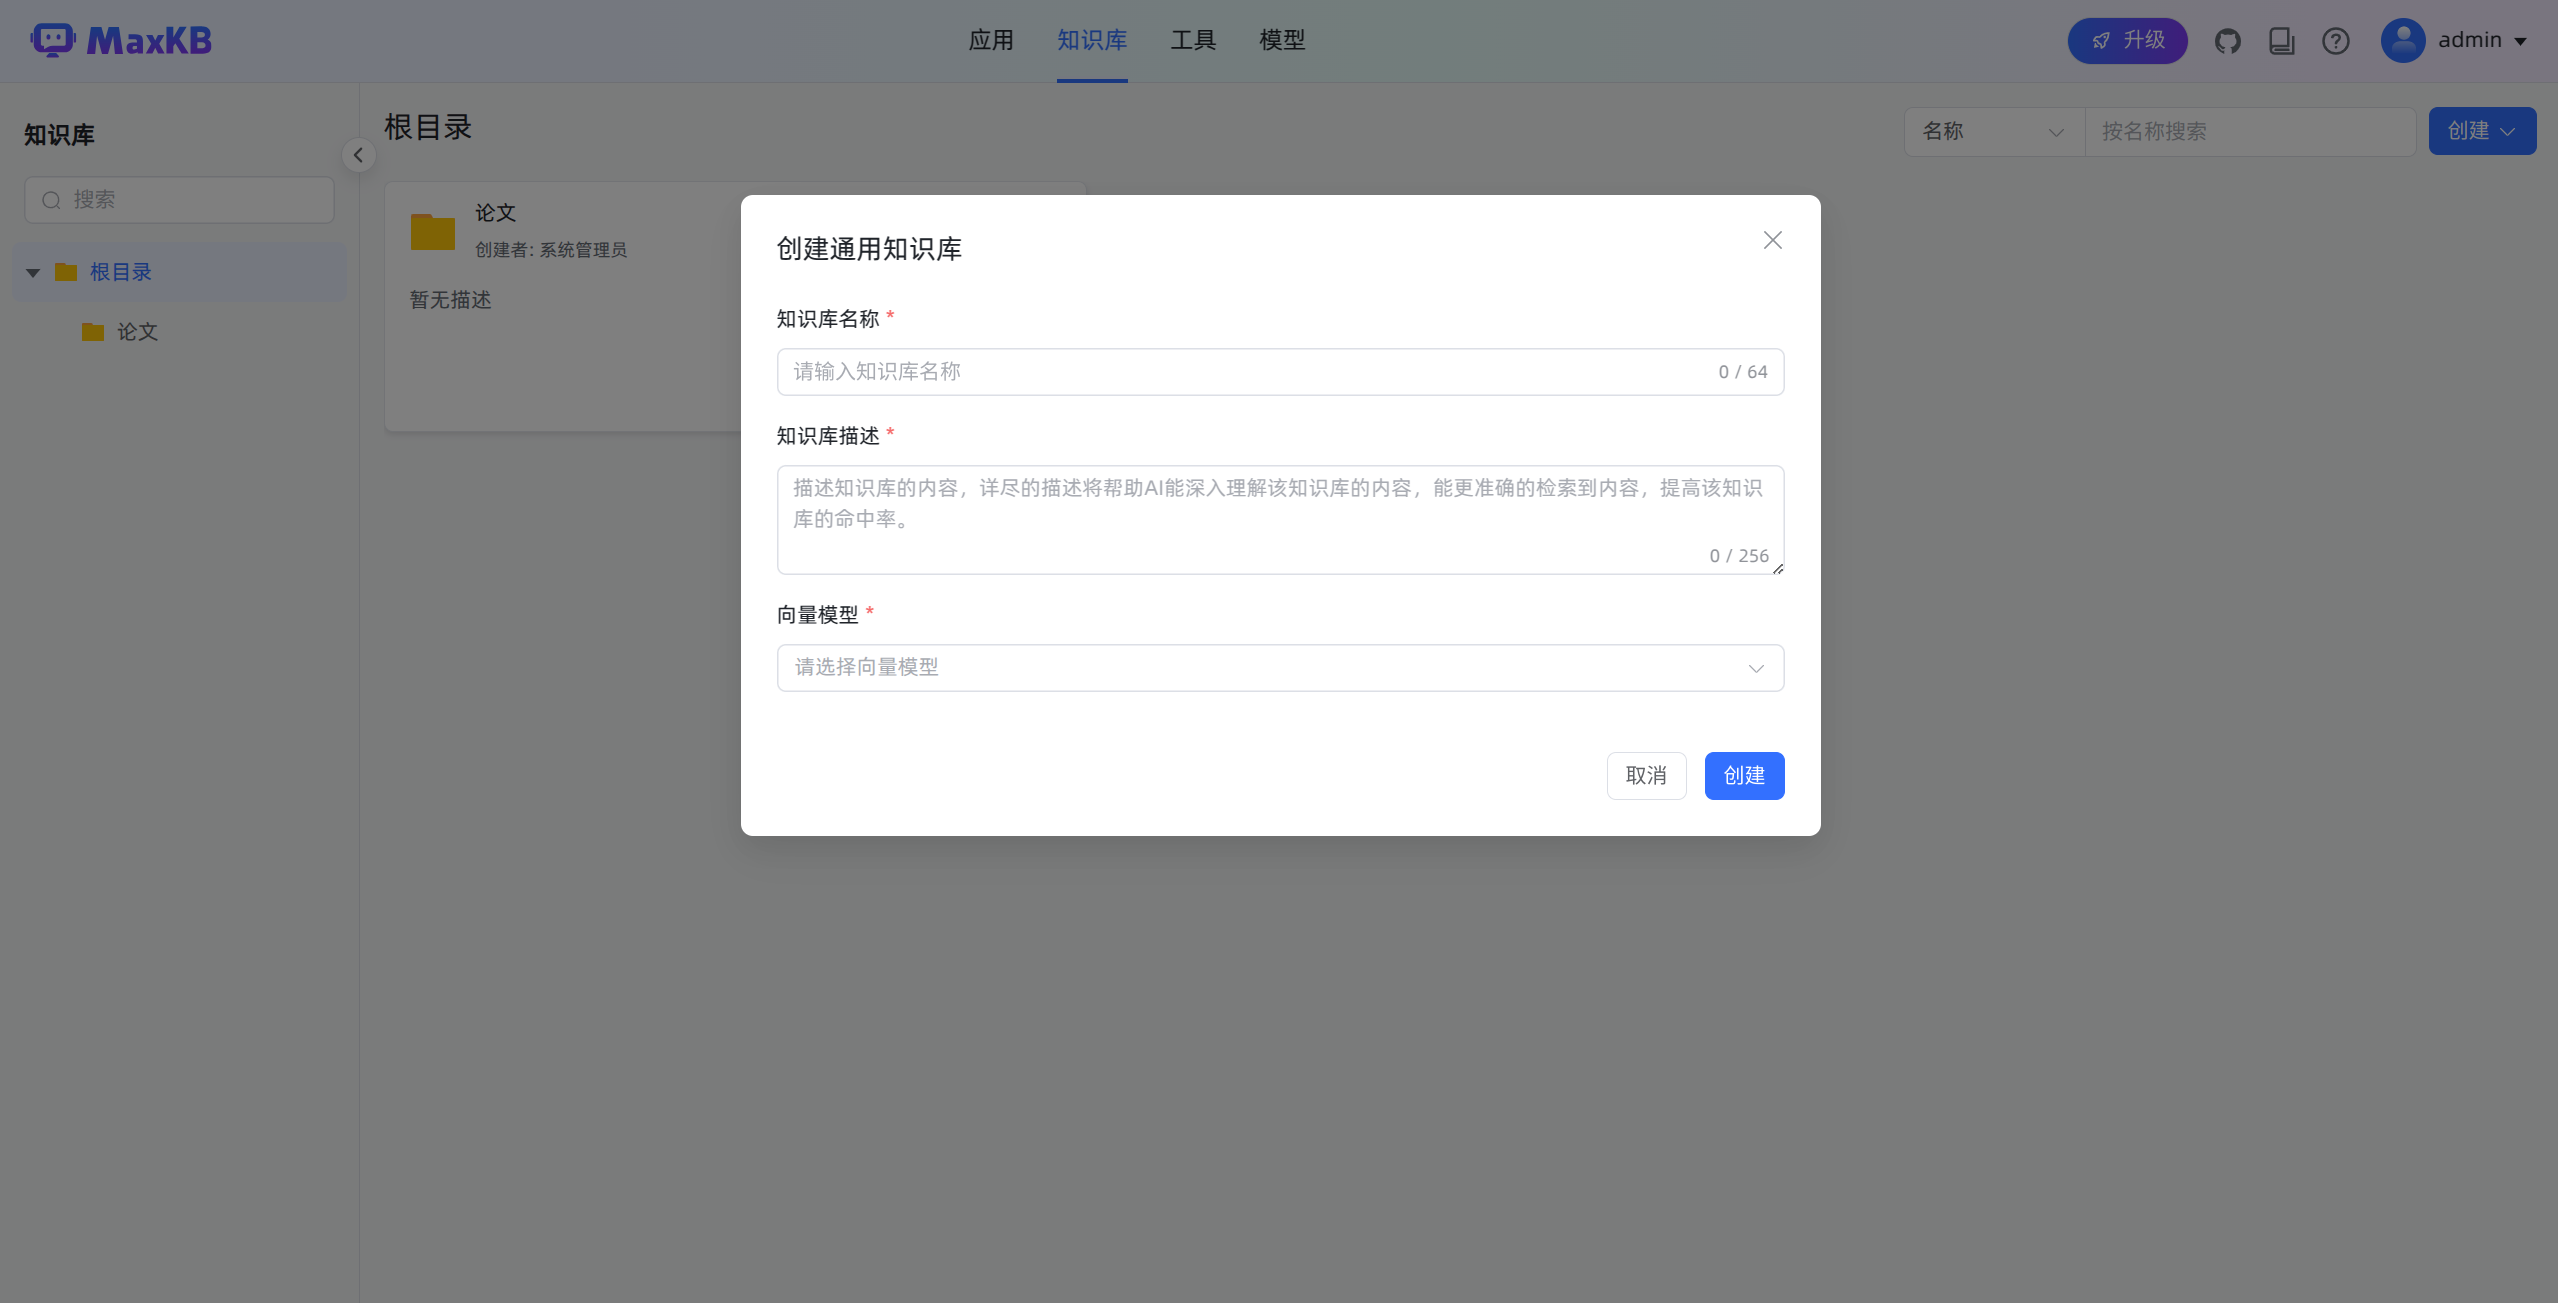 MaxKB
应用
知识库
工具
模型
升级
admin
知识库
搜索
根目录
论文
根目录
名称
按名称搜索
创建
论文
创建者: 系统管理员
暂无描述
创建通用知识库
知识库名称 *
请输入知识库名称
0 / 64
知识库描述 *
描述知识库的内容，详尽的描述将帮助AI能深入理解该知识库的内容，能更准确的检索到内容，提高该知识
库的命中率。
0 / 256
向量模型 *
请选择向量模型
取消
创建